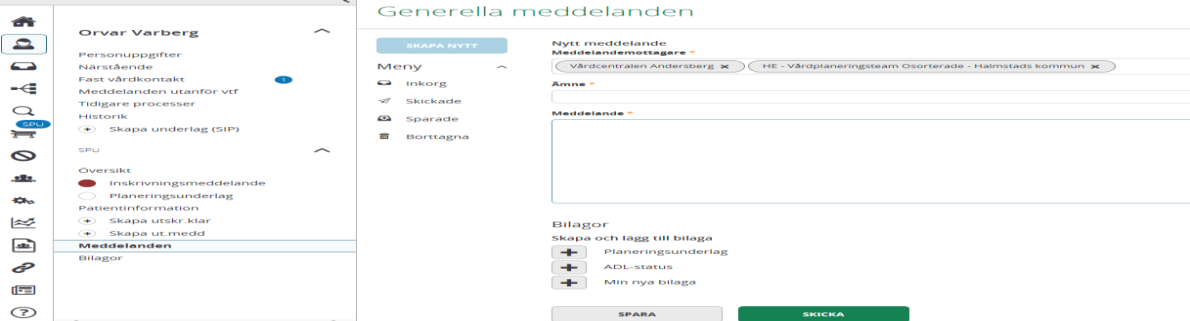 Generella meddelanden
Orvar Varberg
Personuppgifter
Närstående
Fast vårdkontakt 1
Meddelanden utanför vtf
Tidigare processer
Historik
Skapa underlag (SIP)
SPU
SPU
Översikt
Inskrivningsmeddelande
Planeringsunderlag
Patientinformation
Skapa utskr.klar
Skapa ut.medd
Meddelanden
Bilagor
SKAPA NYTT
Meny
Inkorg
Skickade
Sparade
Borttagna
Nytt meddelande
Meddelandemottagare *
Vårdcentralen Andersberg × HE - Vårdplaneringsteam Osorterade - Halmstads kommun ×
Ämne *
Meddelande *
Bilagor
Skapa och lägg till bilaga
Planeringsunderlag
ADL-status
Min nya bilaga
SPARA SKICKA